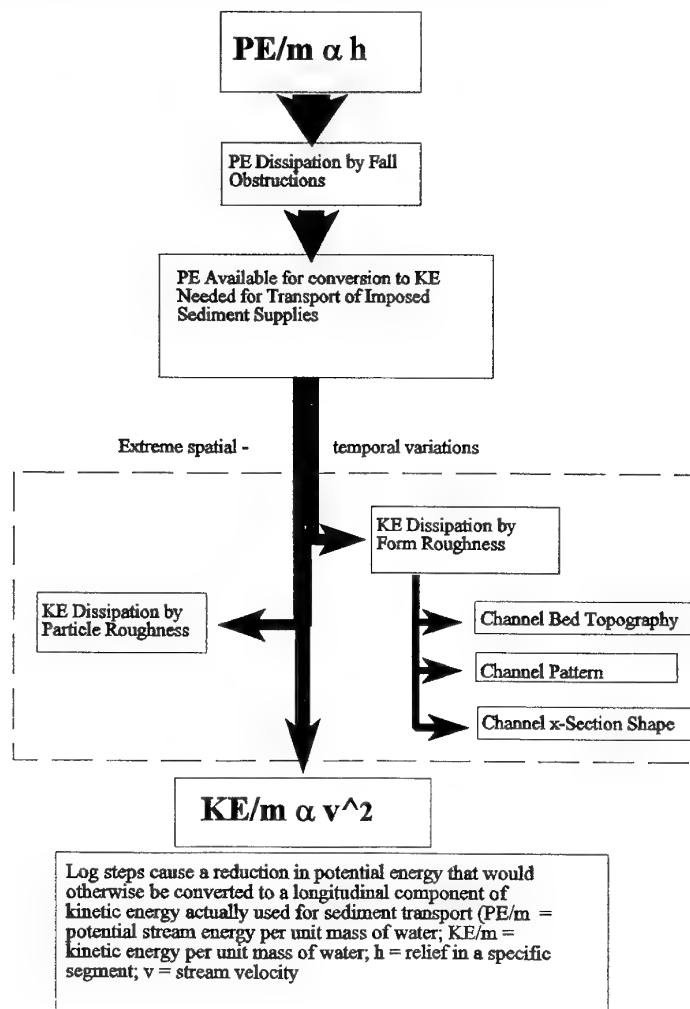 PE/m α h
PE Dissipation by Fall
Obstructions
PE Available for conversion to KE
Needed for Transport of Imposed
Sediment Supplies
Extreme spatial - temporal variations
KE Dissipation by
Form Roughness
KE Dissipation by
Particle Roughness
Channel Bed Topography
Channel Pattern
Channel x-Section Shape
KE/m α v^2
Log steps cause a reduction in potential energy that would
otherwise be converted to a longitudinal component of
kinetic energy actually used for sediment transport (PE/m =
potential stream energy per unit mass of water; KE/m =
kinetic energy per unit mass of water; h = relief in a specific
segment; v = stream velocity